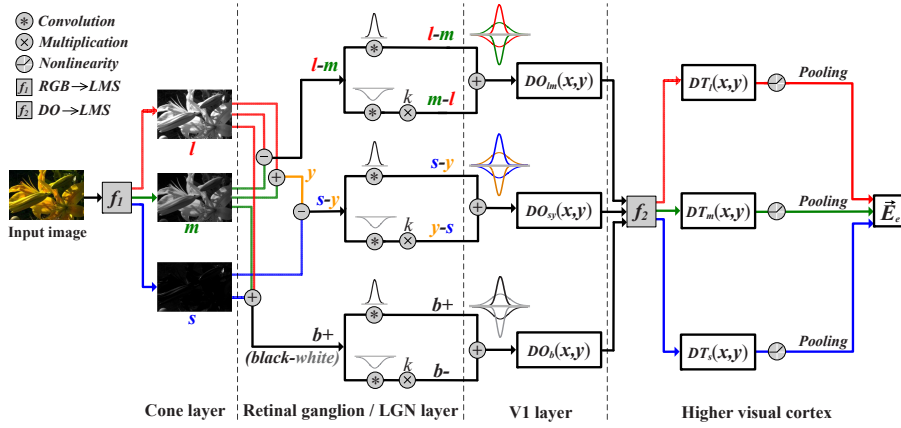 Convolution
Multiplication
Nonlinearity
f₁ RGB→LMS
f₂ DO→LMS
Input image
f₁
l
m
s
y
l-m
s-y
b+
(black-white)
l-m
k
m-l
s-y
k
y-s
b+
k
b-
DOlm(x,y)
DOsy(x,y)
DOb(x,y)
f₂
DTl(x,y)
Pooling
DTm(x,y)
Pooling
DTs(x,y)
Pooling
E⃗e
Cone layer
Retinal ganglion / LGN layer
V1 layer
Higher visual cortex